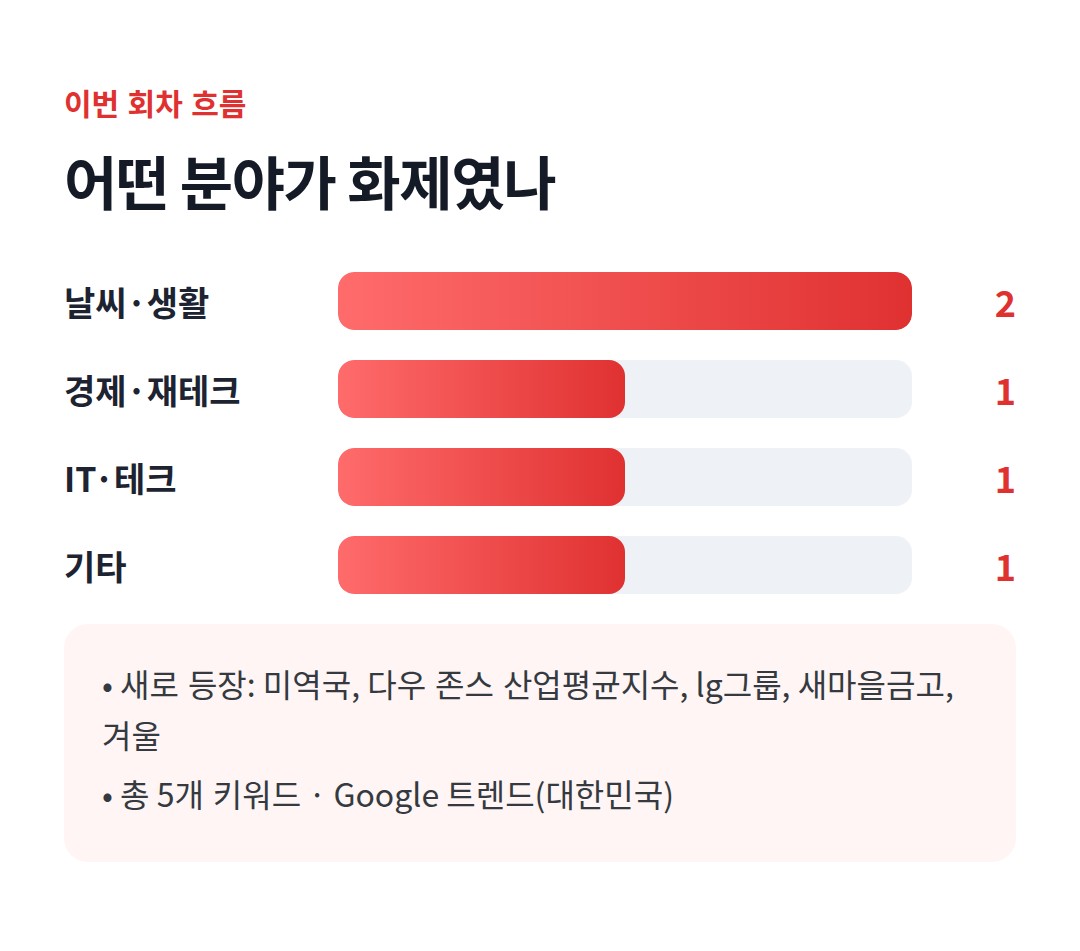 이번 회차 흐름
어떤 분야가 화제였나
날씨·생활 2
경제·재테크 1
IT·테크 1
기타 1
• 새로 등장: 미역국, 다우 존스 산업평균지수, lg그룹, 새마을금고,
겨울
• 총 5개 키워드 · Google 트렌드(대한민국)